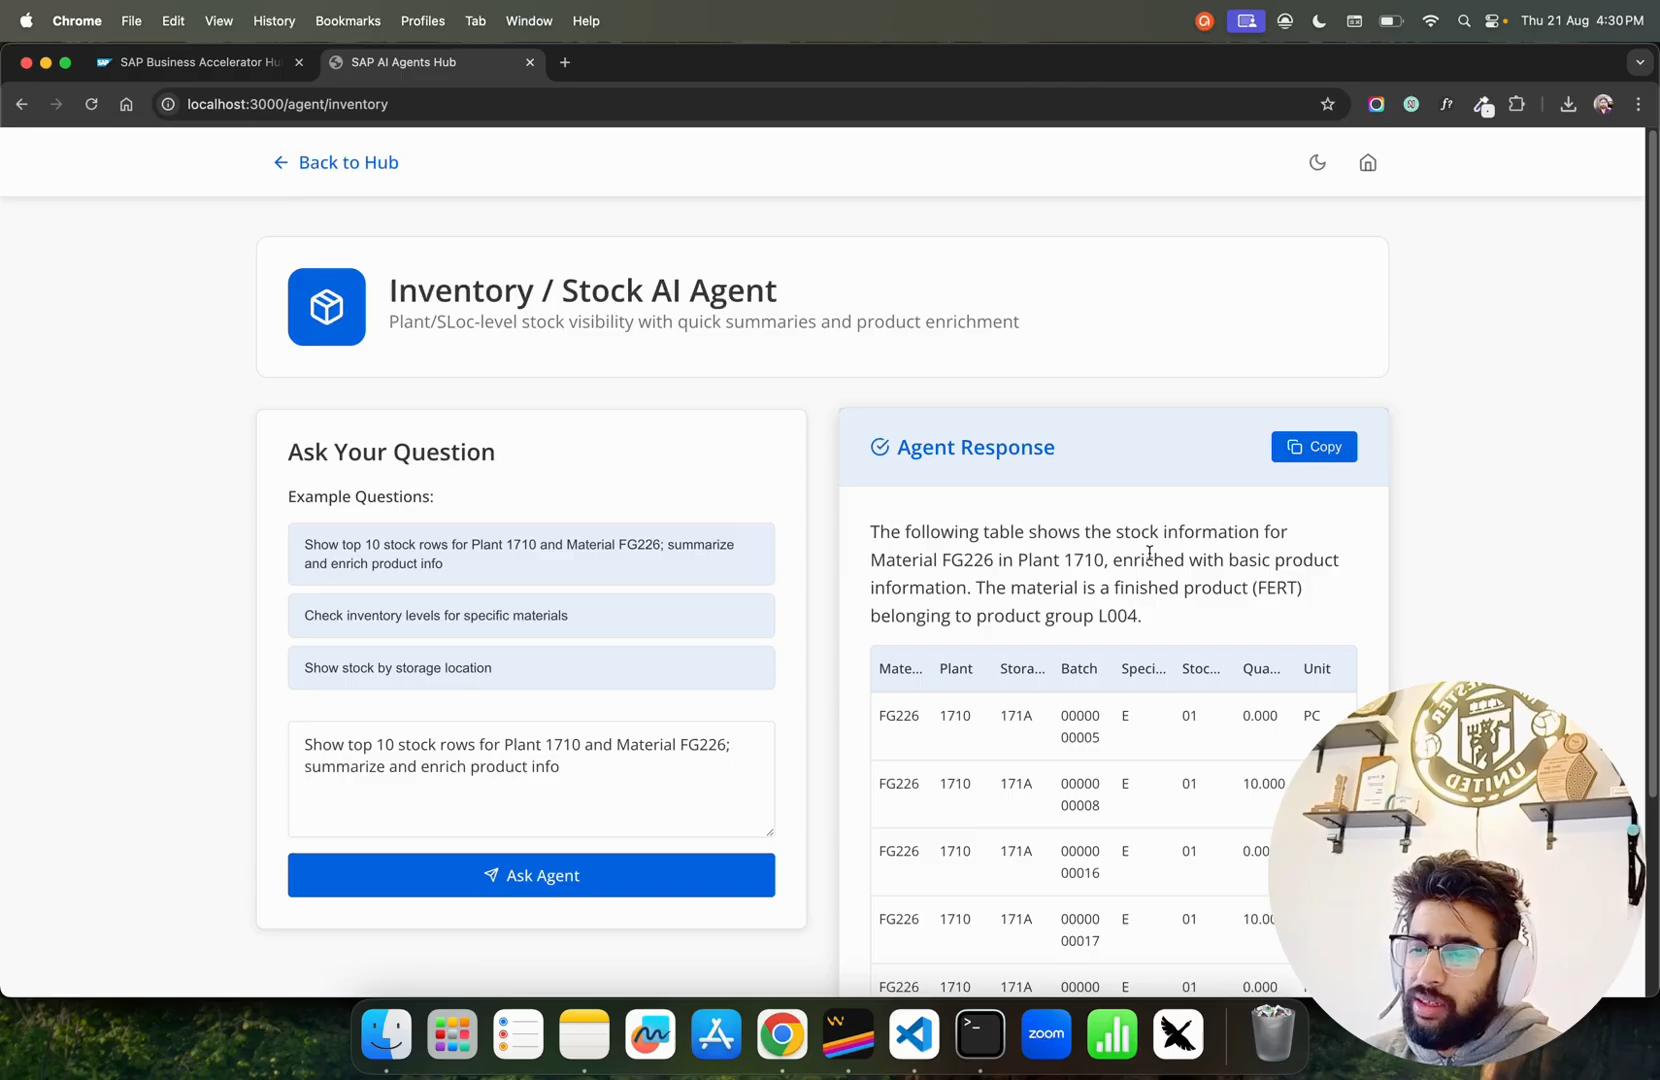 Chrome File Edit View History Bookmarks Profiles Tab Window Help Thu 21 Aug 4:30 PM
SAP Business Accelerator Hu SAP AI Agents Hub
localhost:3000/agent/inventory
Back to Hub
Inventory / Stock AI Agent
Plant/SLoc-level stock visibility with quick summaries and product enrichment
Ask Your Question
Example Questions:
Show top 10 stock rows for Plant 1710 and Material FG226; summarize
and enrich product info
Check inventory levels for specific materials
Show stock by storage location
Show top 10 stock rows for Plant 1710 and Material FG226;
summarize and enrich product info
Ask Agent
Agent Response
Copy
The following table shows the stock information for
Material FG226 in Plant 1710, enriched with basic product
information. The material is a finished product (FERT)
belonging to product group L004.
Mate... Plant Stora... Batch Speci... Stoc... Qua... Unit
FG226 1710 171A 00000 E 01 0.000 PC
00005
FG226 1710 171A 00000 E 01 10.000
00008
FG226 1710 171A 00000 E 01 0.00
00016
FG226 1710 171A 00000 E 01 10.00
00017
FG226 1710 171A 00000 E 01 0.000
UNITED
zoom